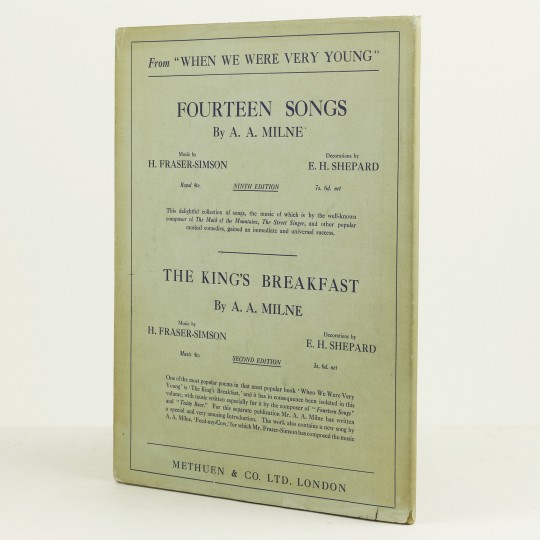 From "WHEN WE WERE VERY YOUNG"
FOURTEEN SONGS
By A. A. MILNE
Music by
Decorations by
H. FRASER-SIMSON
E. H. SHEPARD
Royal 4to.
NINTH EDITION
7s. 6d. net
This delightful collection of songs, the music of which is by the well-known
composer of The Maid of the Mountains, The Street Singer, and other popular
musical comedies, gained an immediate and universal success.
THE KING'S BREAKFAST
By A. A. MILNE
Music by
Decorations by
H. FRASER-SIMSON
E. H. SHEPARD
Music 4to.
SECOND EDITION
3s. 6d. net
One of the most popular poems in that most popular book 'When We Were Very
Young' is 'The King's Breakfast,' and it has in consequence been isolated in this
volume, with music written especially for it by the composer of "Fourteen Songs"
and "Teddy Bear." For this separate publication Mr. A. A. Milne has written
a special and very amusing Introduction. The work also contains a new song by
A. A. Milne, 'Feed-my-Cow,' for which Mr. Fraser-Simson has composed the music
METHUEN & CO. LTD. LONDON